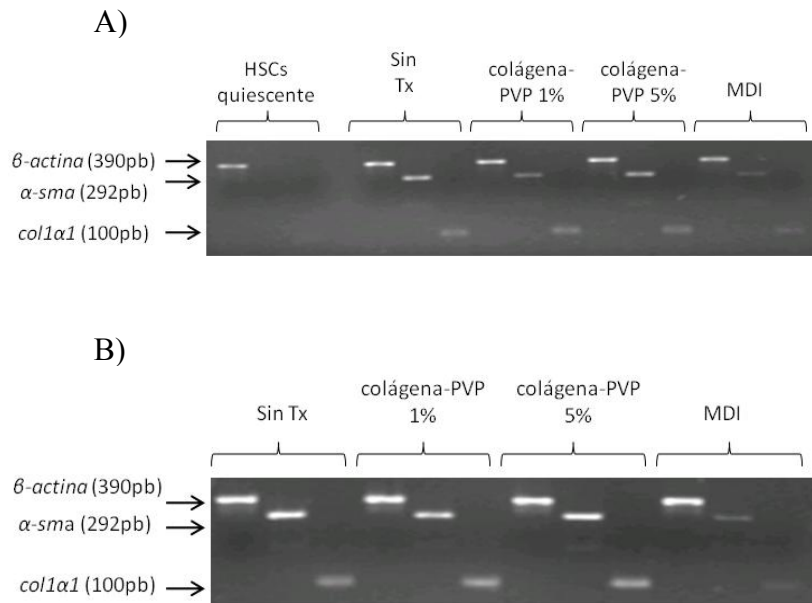 A)
HSCs
quiescente
Sin
Tx
colágena-
PVP 1%
colágena-
PVP 5%
MDI
β-actina (390pb)
α-sma (292pb)
col1α1 (100pb)
B)
Sin Tx
colágena-PVP
1%
colágena-PVP
5%
MDI
β-actina (390pb)
α-sma (292pb)
col1α1 (100pb)